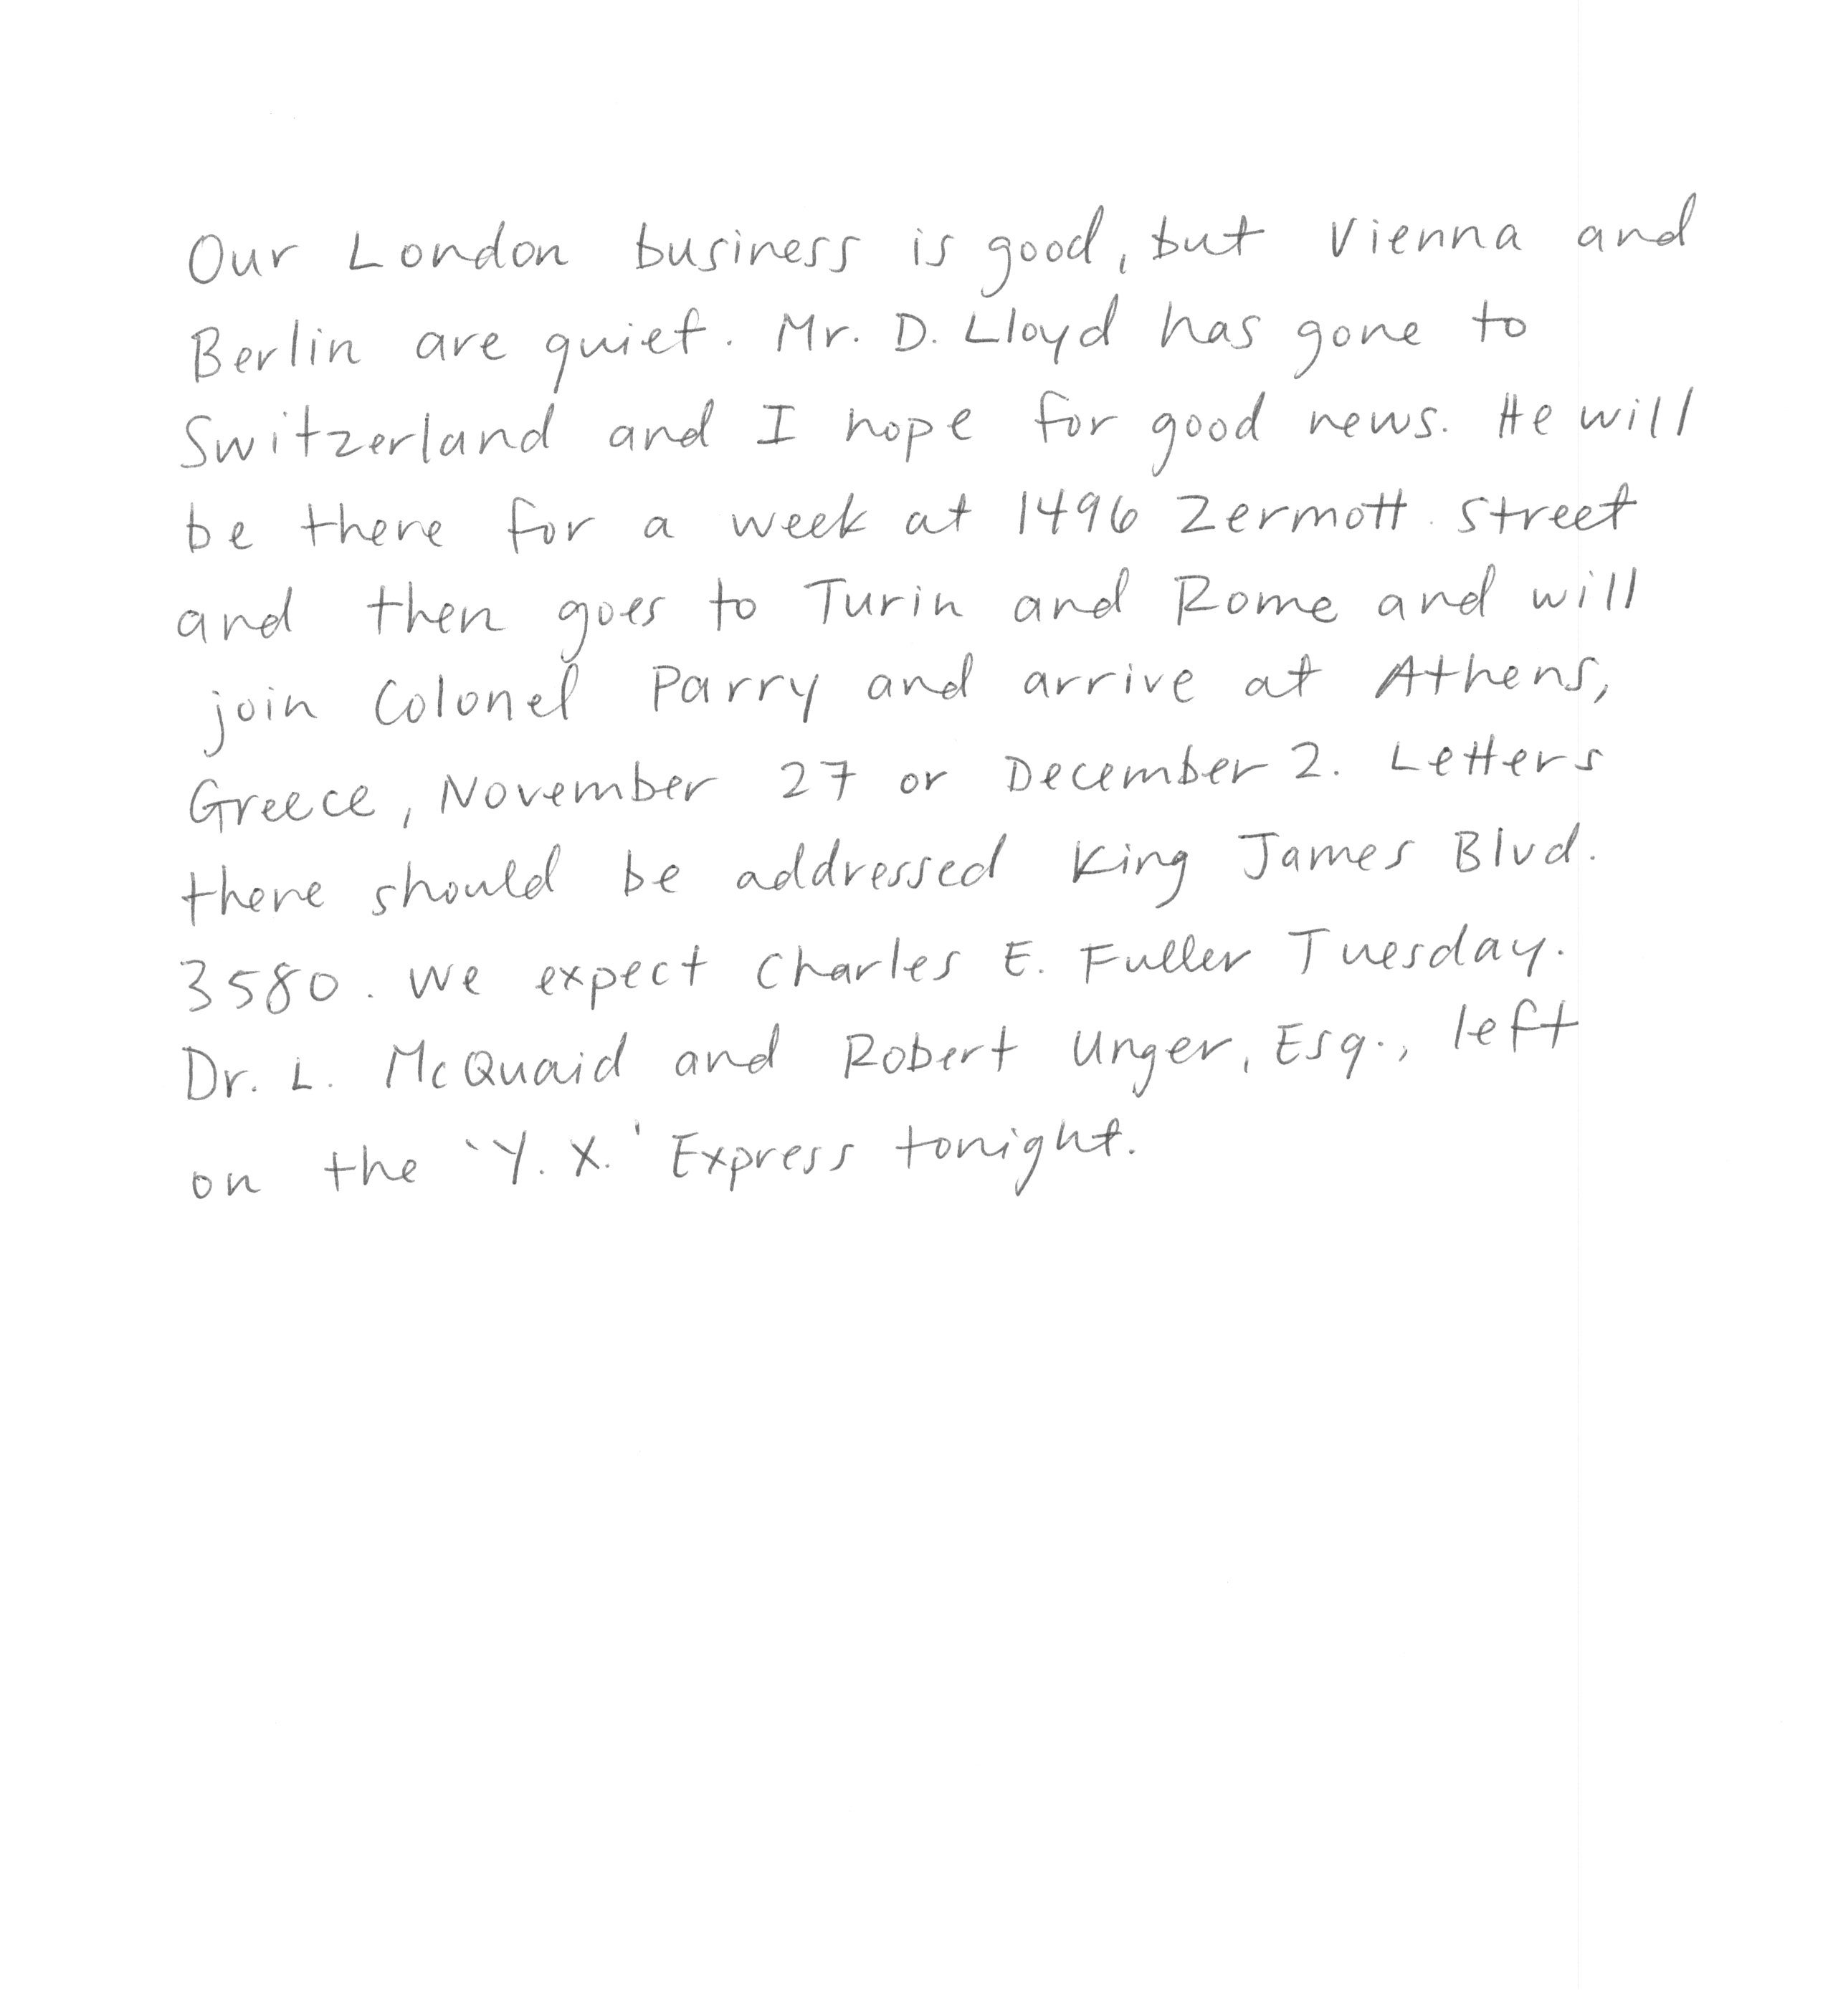 Our London business is good, but Vienna and
Berlin are quiet. Mr. D. Lloyd has gone to
Switzerland and I hope for good news. He will
be there for a week at 1496 Zermott Street
and then goes to Turin and Rome and will
join Colonel Parry and arrive at Athens,
Greece, November 27 or December 2. Letters
there should be addressed King James Blvd.
3580. We expect Charles E. Fuller Tuesday.
Dr. L. McQuaid and Robert Unger, Esq., left
on the 'Y. X.' Express tonight.